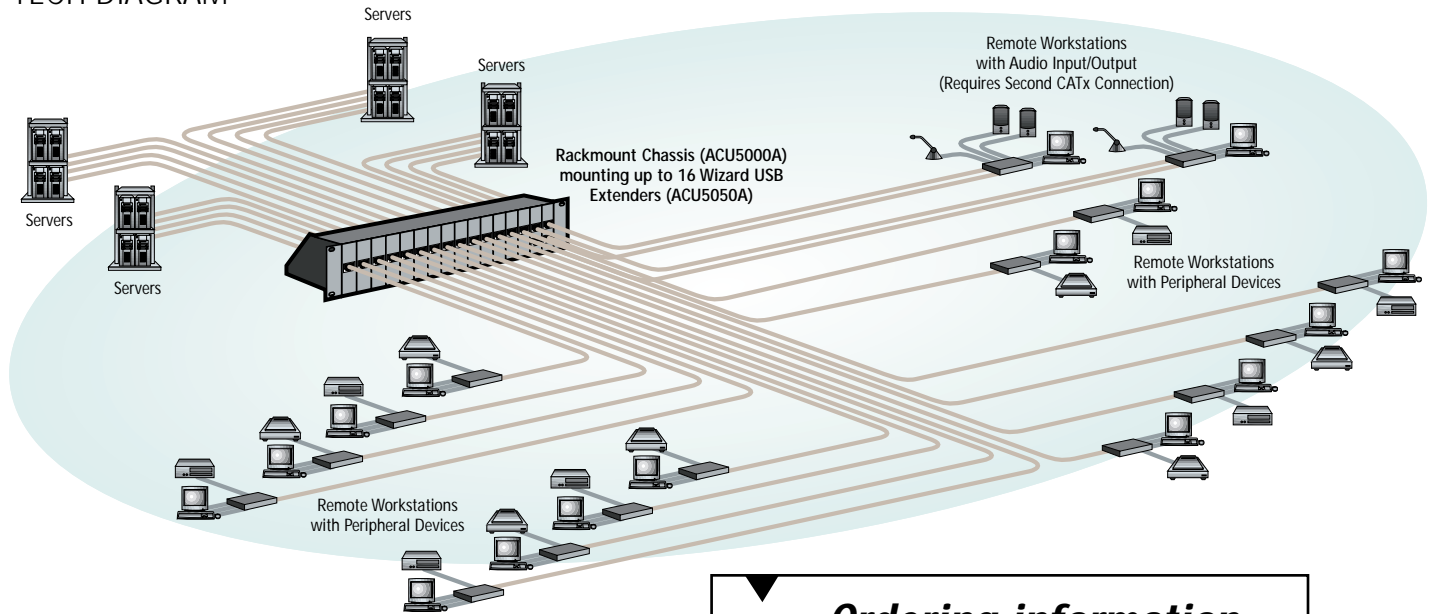 TECH DIAGRAM
Servers
Servers
Servers
Servers
Remote Workstations
with Audio Input/Output
(Requires Second CATx Connection)
Rackmount Chassis (ACU5000A)
mounting up to 16 Wizard USB
Extenders (ACU5050A)
Remote Workstations
with Peripheral Devices
Remote Workstations
with Peripheral Devices
Ordering information